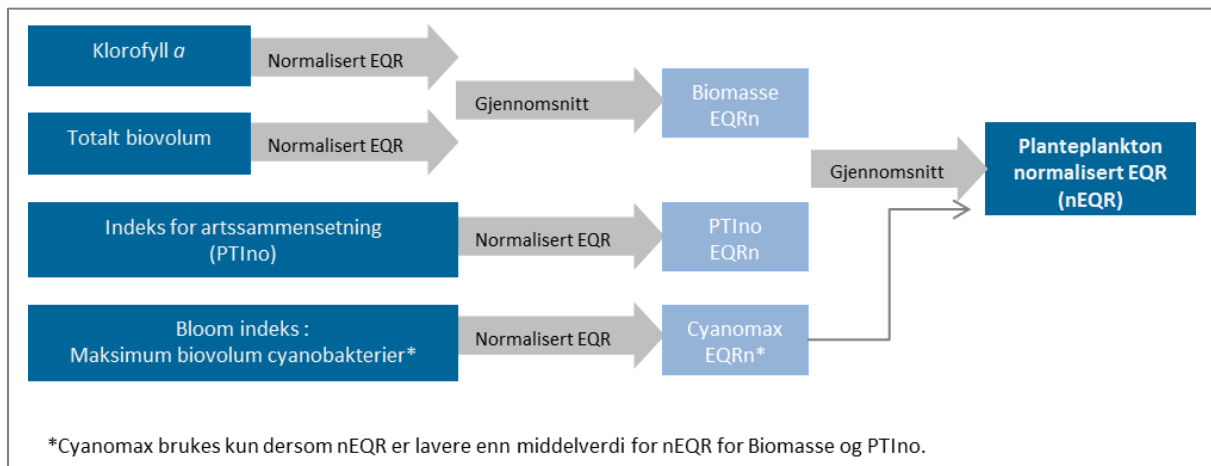 Klorofyll a
Normalisert EQR
Totalt biovolum
Normalisert EQR
Gjennomsnitt
Biomasse
EQRn
Indeks for artssammensetning
(PTIno)
Normalisert EQR
PTIno
EQRn
Bloom indeks :
Maksimum biovolum cyanobakterier*
Normalisert EQR
Cyanomax
EQRn*
Gjennomsnitt
Planteplankton
normalisert EQR
(nEQR)
*Cyanomax brukes kun dersom nEQR er lavere enn middelverdi for nEQR for Biomasse og PTIno.